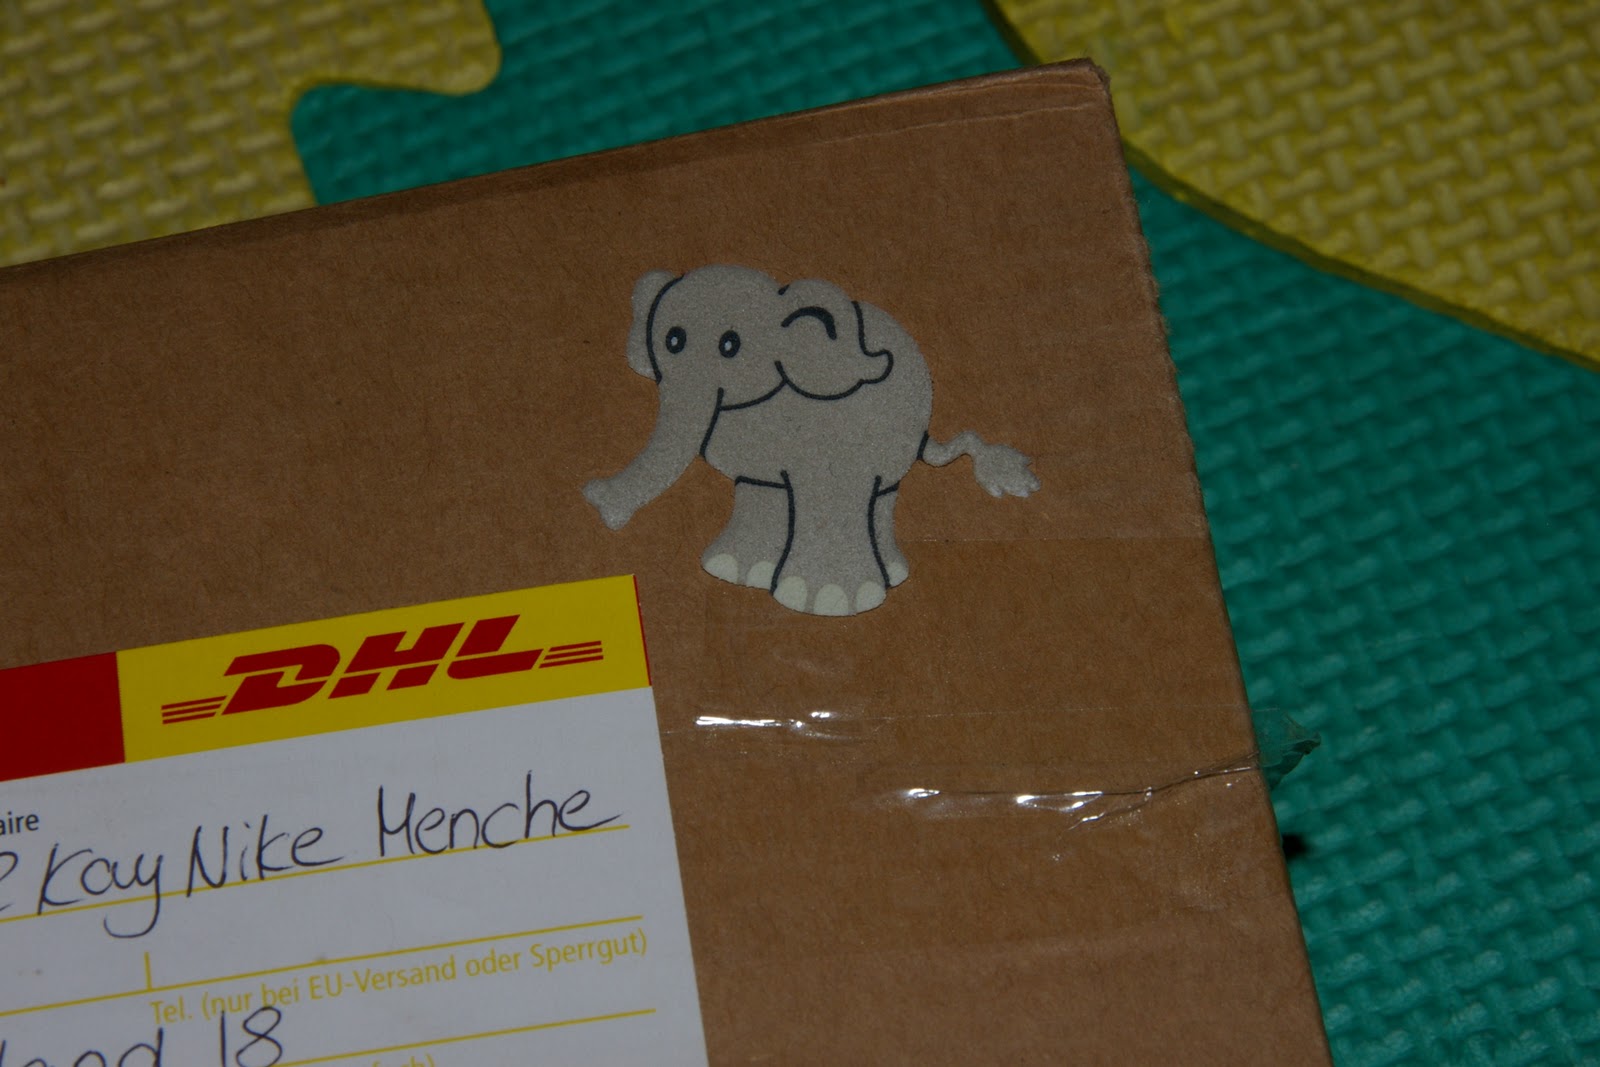 DHL
aire
Kay Nike Menche
Tel. (nur bei EU-Versand oder Sperrgut)
18